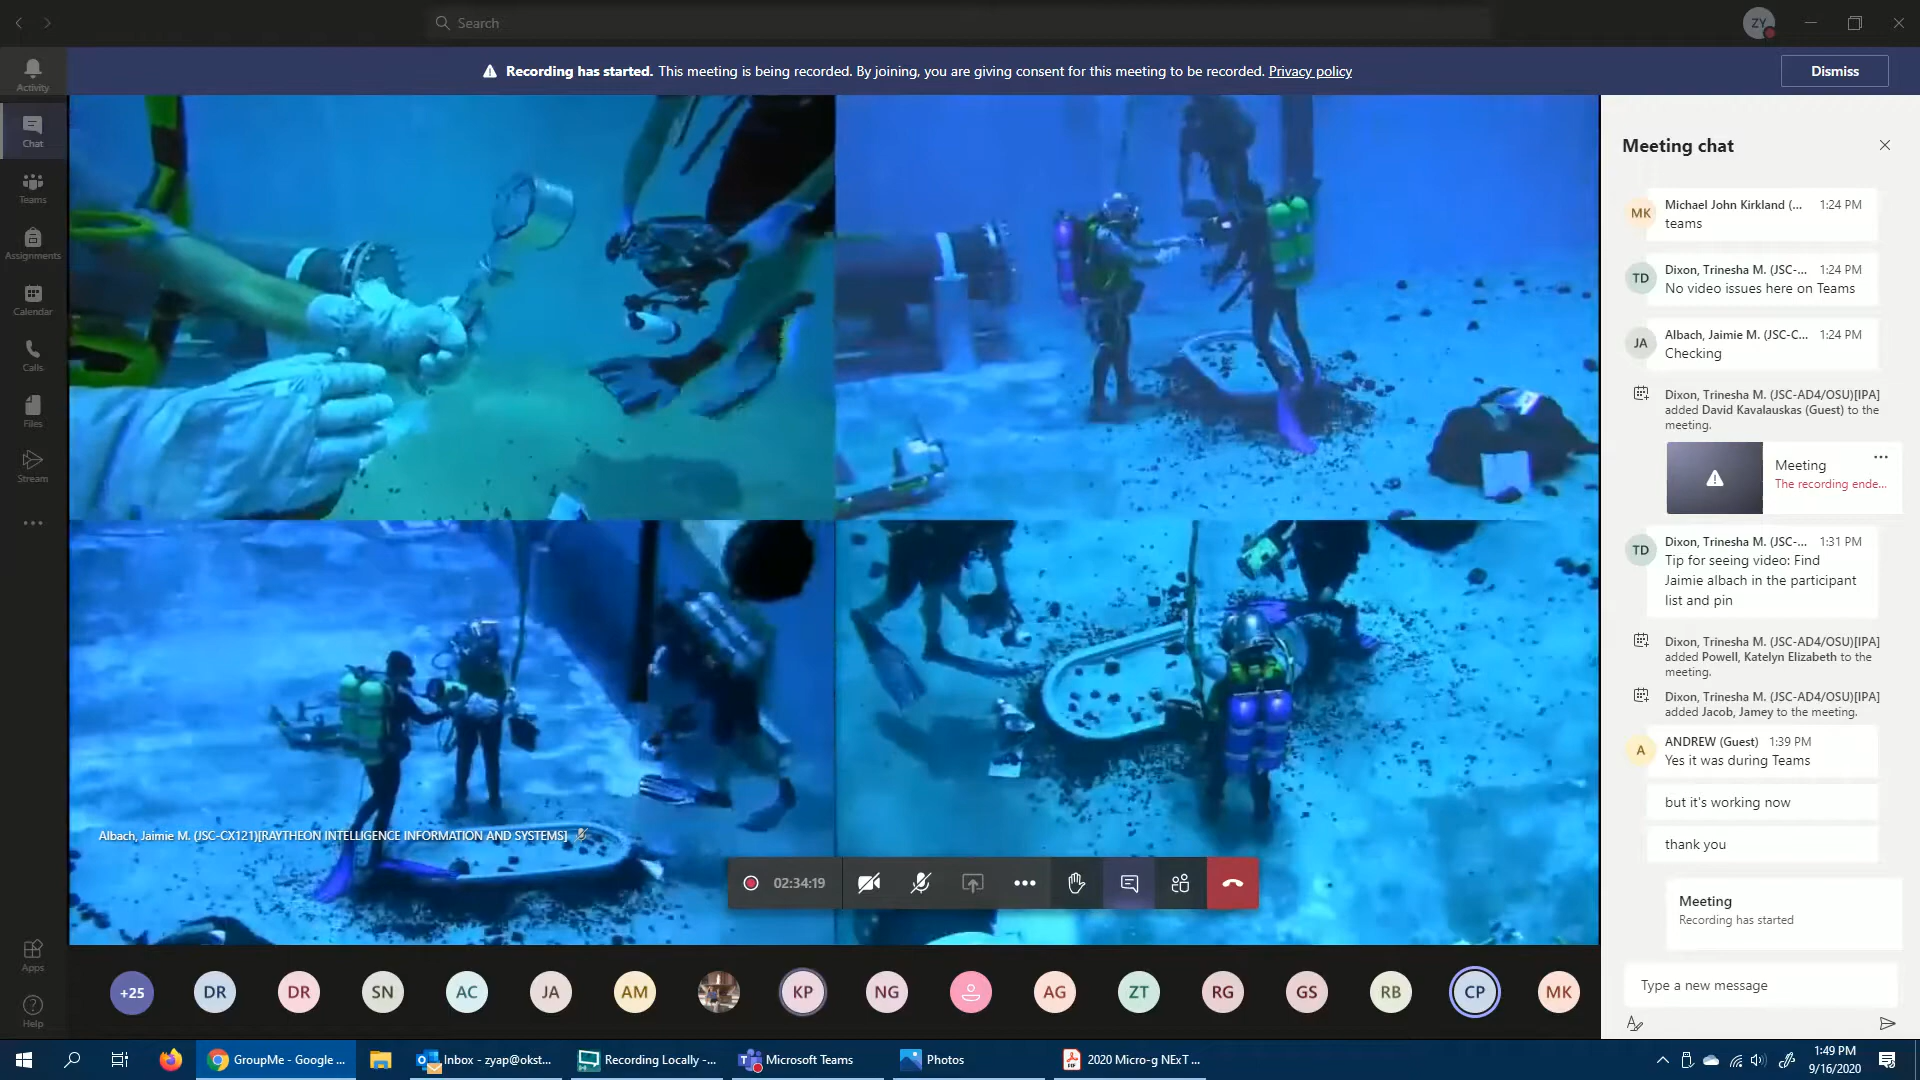 Search
ZY
Recording has started. This meeting is being recorded. By joining, you are giving consent for this meeting to be recorded. Privacy policy
Dismiss
Activity
Chat
Teams
Assignments
Calendar
Calls
Files
Stream
Apps
Help
Albach, Jaimie M. (JSC-CX121)[RAYTHEON INTELLIGENCE INFORMATION AND SYSTEMS]
02:34:19
+25
DR
DR
SN
AC
JA
AM
KP
NG
AG
ZT
RG
GS
RB
CP
MK
Meeting chat
MK
Michael John Kirkland (... 1:24 PM
teams
TD
Dixon, Trinesha M. (JSC-... 1:24 PM
No video issues here on Teams
JA
Albach, Jaimie M. (JSC-C... 1:24 PM
Checking
Dixon, Trinesha M. (JSC-AD4/OSU)[IPA]
added David Kavalauskas (Guest) to the
meeting.
Meeting
The recording ende...
TD
Dixon, Trinesha M. (JSC-... 1:31 PM
Tip for seeing video: Find
Jaimie albach in the participant
list and pin
Dixon, Trinesha M. (JSC-AD4/OSU)[IPA]
added Powell, Katelyn Elizabeth to the
meeting.
Dixon, Trinesha M. (JSC-AD4/OSU)[IPA]
added Jacob, Jamey to the meeting.
A
ANDREW (Guest) 1:39 PM
Yes it was during Teams
but it's working now
thank you
Meeting
Recording has started
Type a new message
GroupMe - Google ...
Inbox - zyap@okst...
Recording Locally -...
Microsoft Teams
Photos
2020 Micro-g NExT ...
1:49 PM
9/16/2020